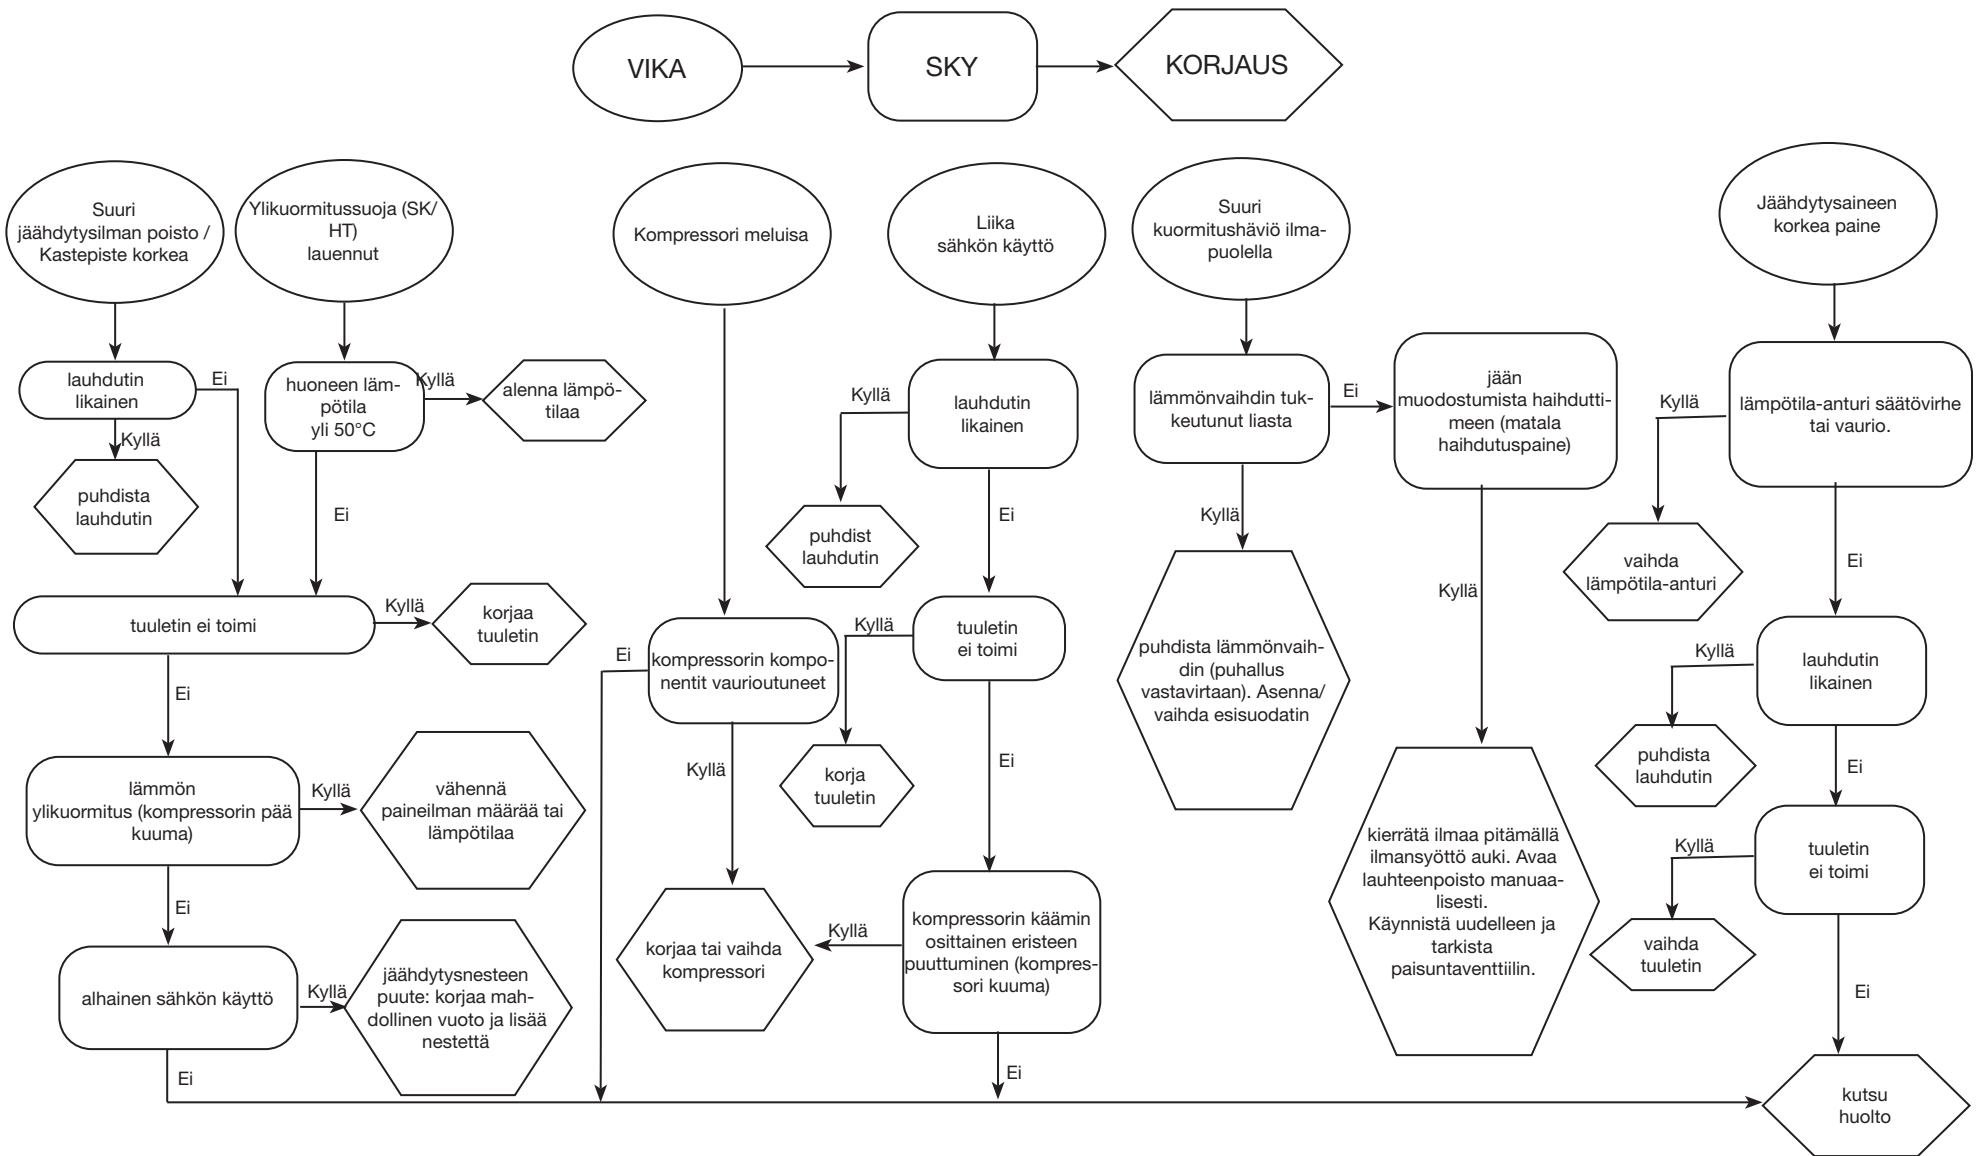 VIKA
SKY
KORJAUS
Suuri
jäähdytysilman poisto /
Kastepiste korkea
Ylikuormitussuoja (SK/
HT)
lauennut
Kompressori meluisa
Liika
sähkön käyttö
Suuri
kuormitushäviö ilma-
puolella
Jäähdytysaineen
korkea paine
lauhdutin
likainen
Ei
Kyllä
puhdista
lauhdutin
huoneen läm-
pötila
yli 50°C
Kyllä
alenna lämpö-
tilaa
Ei
tuuletin ei toimi
Kyllä
korjaa
tuuletin
Ei
lämmön
ylikuormitus (kompressorin pää
kuuma)
Kyllä
vähennä
paineilman määrää tai
lämpötilaa
Ei
alhainen sähkön käyttö
Kyllä
jäähdytysnesteen
puute: korjaa mah-
dollinen vuoto ja lisää
nestettä
Ei
kompressorin kompo-
nentit vaurioutuneet
Ei
Kyllä
korjaa tai vaihda
kompressori
lauhdutin
likainen
Kyllä
puhdist
lauhdutin
Ei
tuuletin
ei toimi
Kyllä
korja
tuuletin
Ei
kompressorin käämin
osittainen eristeen
puuttuminen (kompres-
sori kuuma)
Kyllä
Ei
lämmönvaihdin tuk-
keutunut liasta
Ei
Kyllä
puhdista lämmönvaih-
din (puhallus
vastavirtaan). Asenna/
vaihda esisuodatin
jään
muodostumista haihdutti-
meen (matala
haihdutuspaine)
Kyllä
kierrätä ilmaa pitämällä
ilmansyöttö auki. Avaa
lauhteenpoisto manuaa-
lisesti.
Käynnistä uudelleen ja
tarkista
paisuntaventtiilin.
lämpötila-anturi säätövirhe
tai vaurio.
Kyllä
vaihda
lämpötila-anturi
Ei
lauhdutin
likainen
Kyllä
puhdista
lauhdutin
Ei
tuuletin
ei toimi
Kyllä
vaihda
tuuletin
Ei
kutsu
huolto